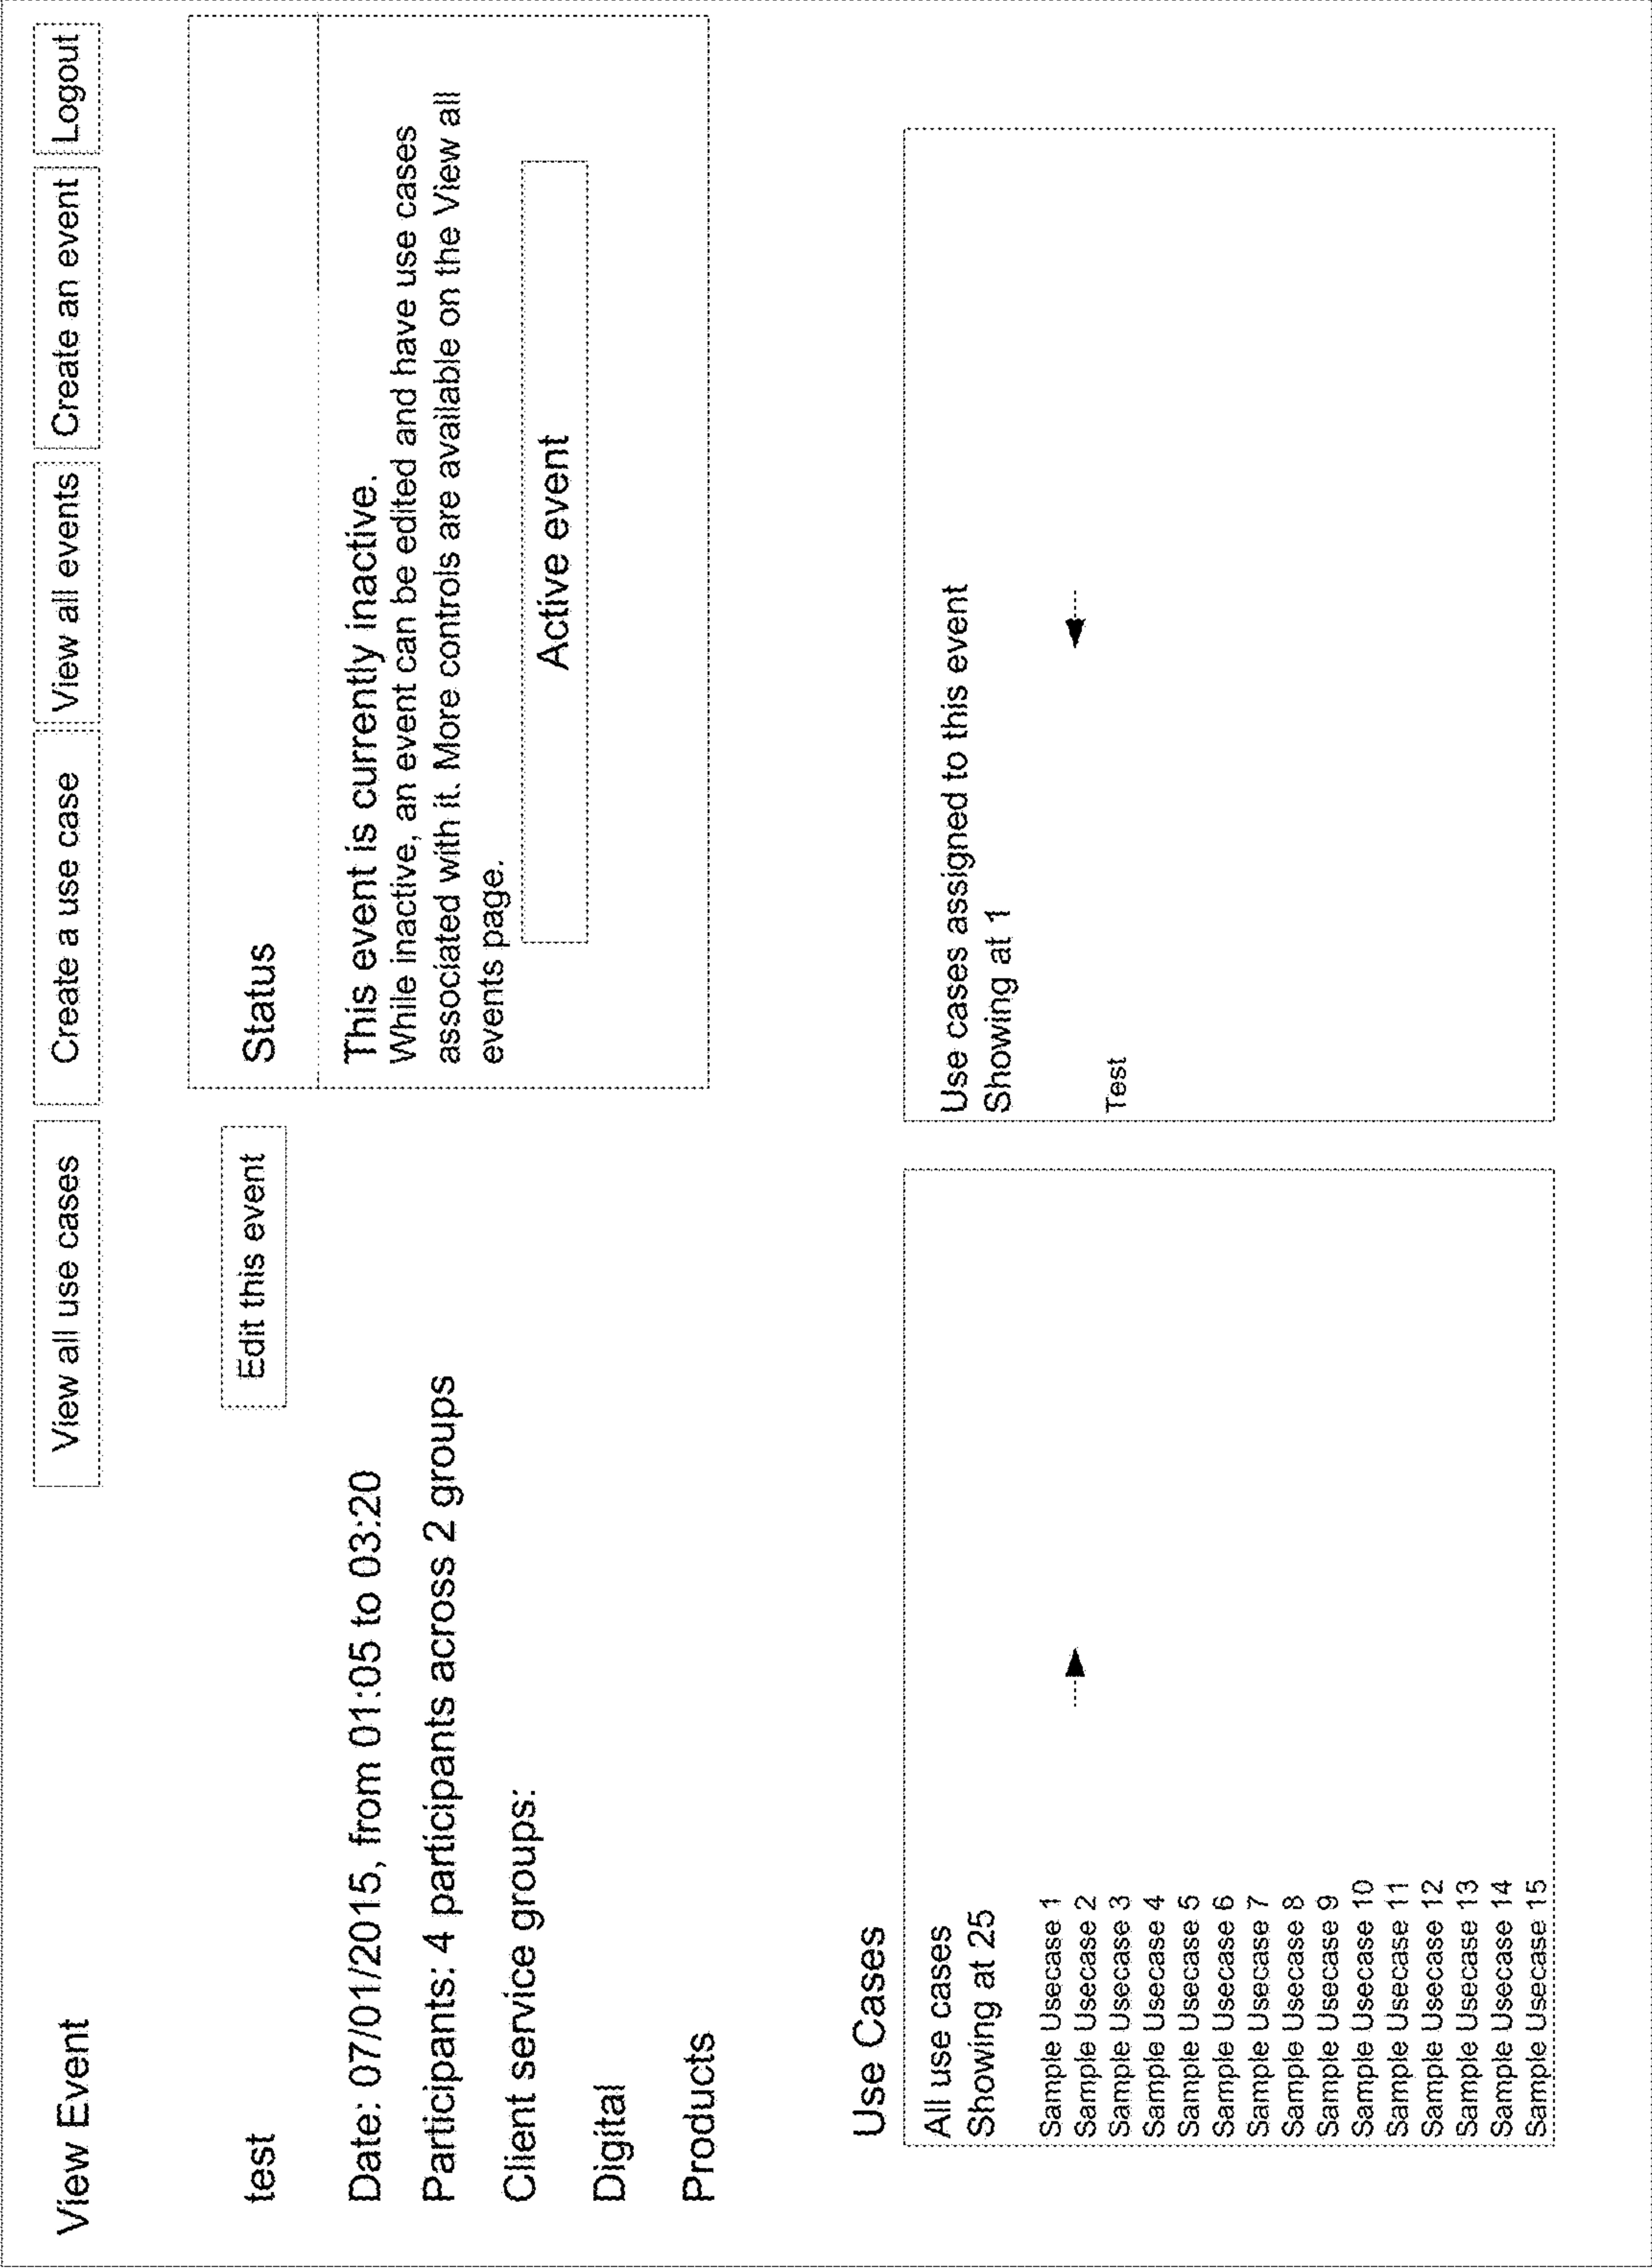 View Event
View all use cases
Create a use case
View all events
Create an event
Logout
test
Edit this event
Date: 07/01/2015, from 01:05 to 03:20
Participants: 4 participants across 2 groups
Client service groups:
Digital
Products
Status
This event is currently inactive.
While inactive, an event can be edited and have use cases
associated with it. More controls are available on the View all
events page.
Active event
Use Cases
All use cases
Showing at 25
Sample Usecase 1
Sample Usecase 2
Sample Usecase 3
Sample Usecase 4
Sample Usecase 5
Sample Usecase 6
Sample Usecase 7
Sample Usecase 8
Sample Usecase 9
Sample Usecase 10
Sample Usecase 11
Sample Usecase 12
Sample Usecase 13
Sample Usecase 14
Sample Usecase 15
Use cases assigned to this event
Showing at 1
Test